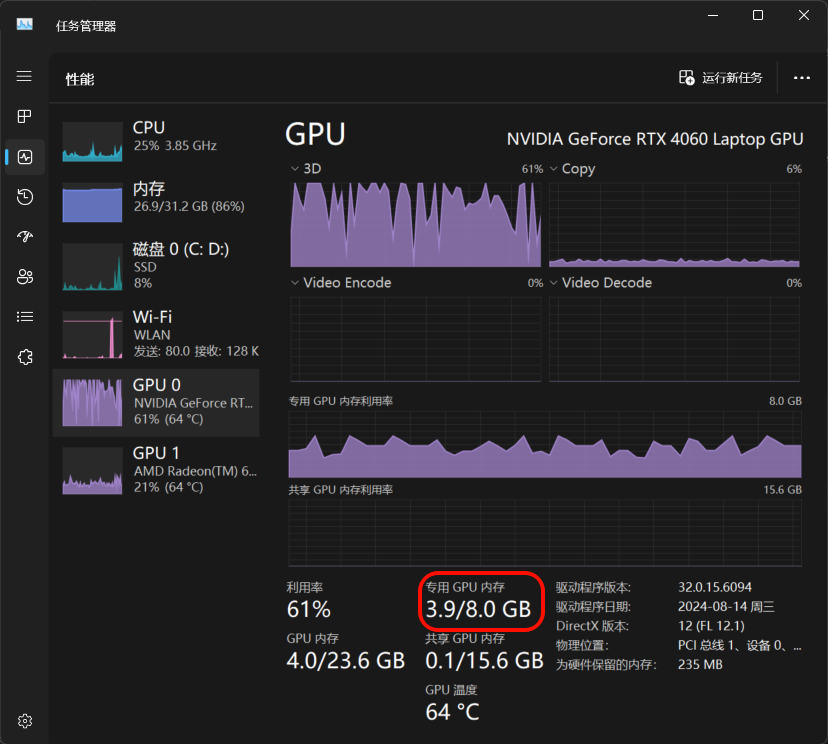 任务管理器
性能
运行新任务
CPU
25% 3.85 GHz
内存
26.9/31.2 GB (86%)
磁盘 0 (C: D:)
SSD
8%
Wi-Fi
WLAN
发送: 80.0 接收: 128 K
GPU 0
NVIDIA GeForce RT...
61% (64 °C)
GPU 1
AMD Radeon(TM) 6...
21% (64 °C)
GPU
NVIDIA GeForce RTX 4060 Laptop GPU
3D 61%
Copy 6%
Video Encode 0%
Video Decode 0%
专用 GPU 内存利用率 8.0 GB
共享 GPU 内存利用率 15.6 GB
利用率
61%
专用 GPU 内存
3.9/8.0 GB
GPU 内存
4.0/23.6 GB
共享 GPU 内存
0.1/15.6 GB
GPU 温度
64 °C
驱动程序版本: 32.0.15.6094
驱动程序日期: 2024-08-14 周三
DirectX 版本: 12 (FL 12.1)
物理位置: PCI 总线 1、设备 0、...
为硬件保留的内存: 235 MB